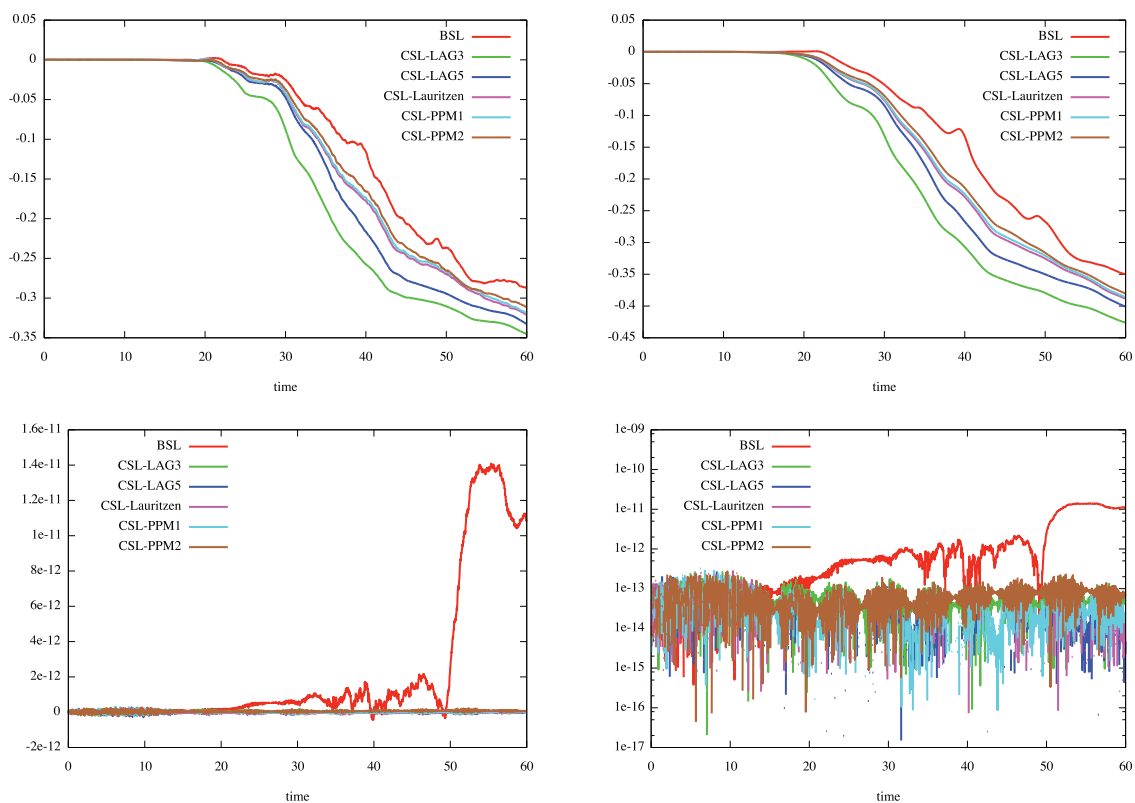 0.05
0
-0.05
-0.1
-0.15
-0.2
-0.25
-0.3
-0.35
0 10 20 30 40 50 60
time
BSL
CSL-LAG3
CSL-LAG5
CSL-Lauritzen
CSL-PPM1
CSL-PPM2
0.05
0
-0.05
-0.1
-0.15
-0.2
-0.25
-0.3
-0.35
-0.4
-0.45
0 10 20 30 40 50 60
time
BSL
CSL-LAG3
CSL-LAG5
CSL-Lauritzen
CSL-PPM1
CSL-PPM2
1.6e-11
1.4e-11
1.2e-11
1e-11
8e-12
6e-12
4e-12
2e-12
0
-2e-12
0 10 20 30 40 50 60
time
BSL
CSL-LAG3
CSL-LAG5
CSL-Lauritzen
CSL-PPM1
CSL-PPM2
1e-09
1e-10
1e-11
1e-12
1e-13
1e-14
1e-15
1e-16
1e-17
0 10 20 30 40 50 60
time
BSL
CSL-LAG3
CSL-LAG5
CSL-Lauritzen
CSL-PPM1
CSL-PPM2